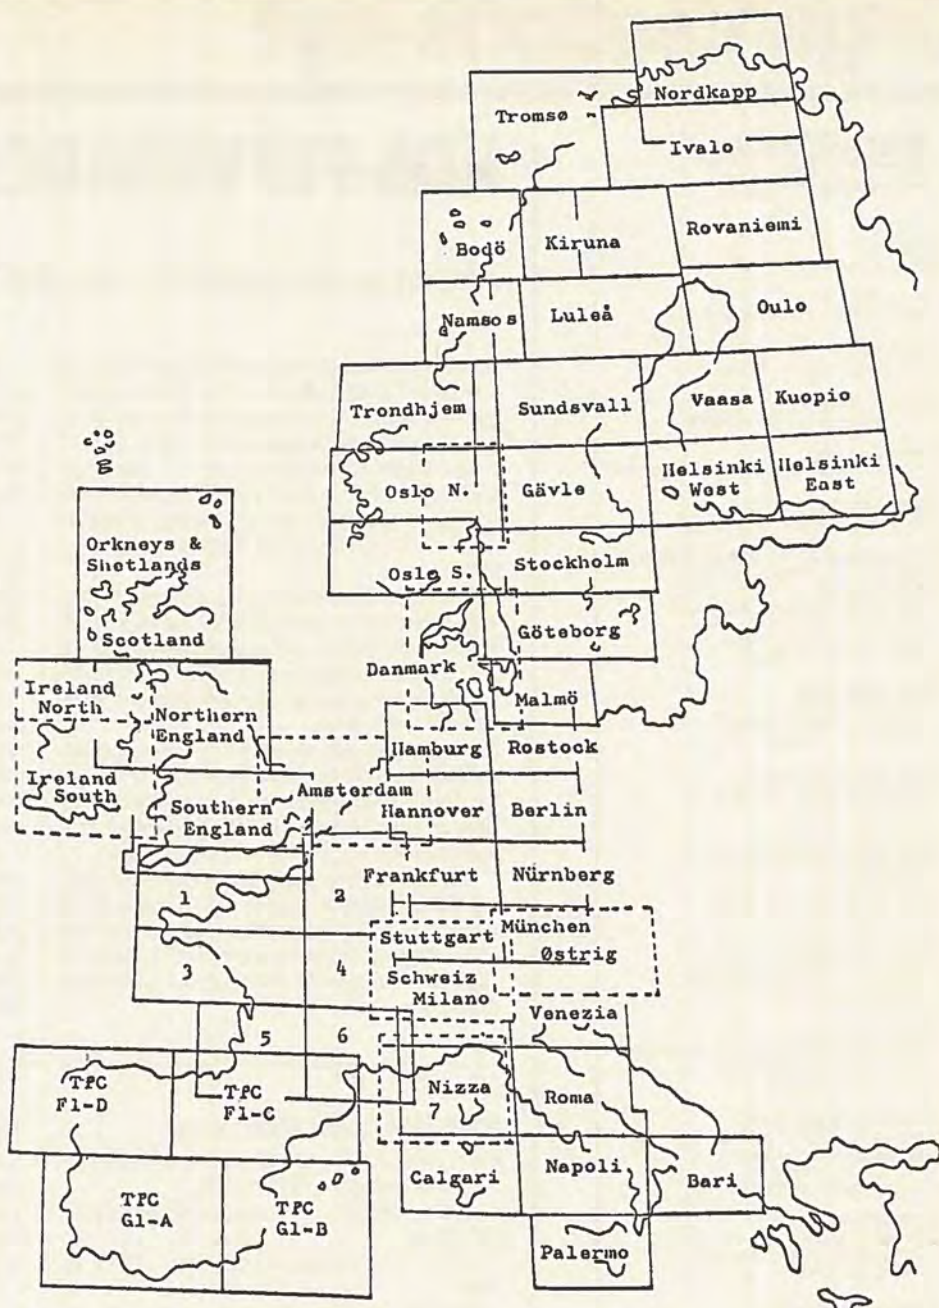 Nordkapp
Tromsø
Ivalo
Bodö
Kiruna
Rovaniemi
Namsos
Luleå
Oulo
Trondhjem
Sundsvall
Vaasa
Kuopio
Oslo N.
Gävle
Helsinki
West
Helsinki
East
Orkneys &
Shetlands
Scotland
Oslo S.
Stockholm
Göteborg
Danmark
Malmö
Ireland
North
Northern
England
Hamburg
Rostock
Ireland
South
Southern
England
Amsterdam
Hannover
Berlin
1
2
Frankfurt
Nürnberg
3
4
Stuttgart
München
Østrig
Schweiz
Milano
Venezia
5
6
TPC
F1-D
TPC
F1-C
Nizza
7
Roma
Calgari
Napoli
Bari
TPC
G1-A
TPC
G1-B
Palermo